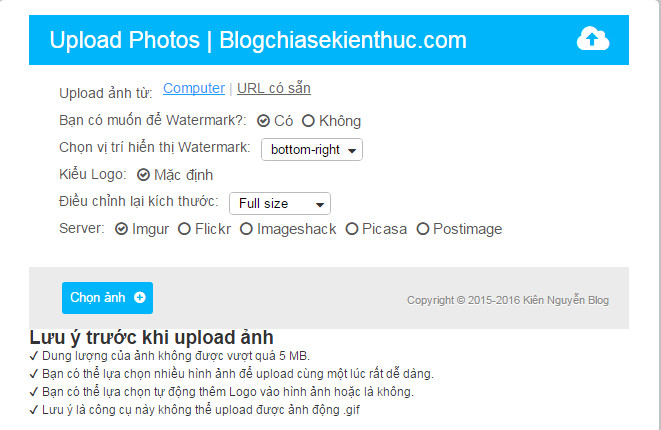 Upload Photos | Blogchiasekienthuc.com
Upload ảnh từ: Computer | URL có sẵn
Bạn có muốn để Watermark?: Có Không
Chọn vị trí hiển thị Watermark: bottom-right
Kiểu Logo: Mặc định
Điều chỉnh lại kích thước: Full size
Server: Imgur Flickr Imageshack Picasa Postimage
Chọn ảnh
Copyright © 2015-2016 Kiên Nguyễn Blog
Lưu ý trước khi upload ảnh
✓ Dung lượng của ảnh không được vượt quá 5 MB.
✓ Bạn có thể lựa chọn nhiều hình ảnh để upload cùng một lúc rất dễ dàng.
✓ Bạn có thể lựa chọn tự động thêm Logo vào hình ảnh hoặc là không.
✓ Lưu ý là công cụ này không thể upload được ảnh động .gif